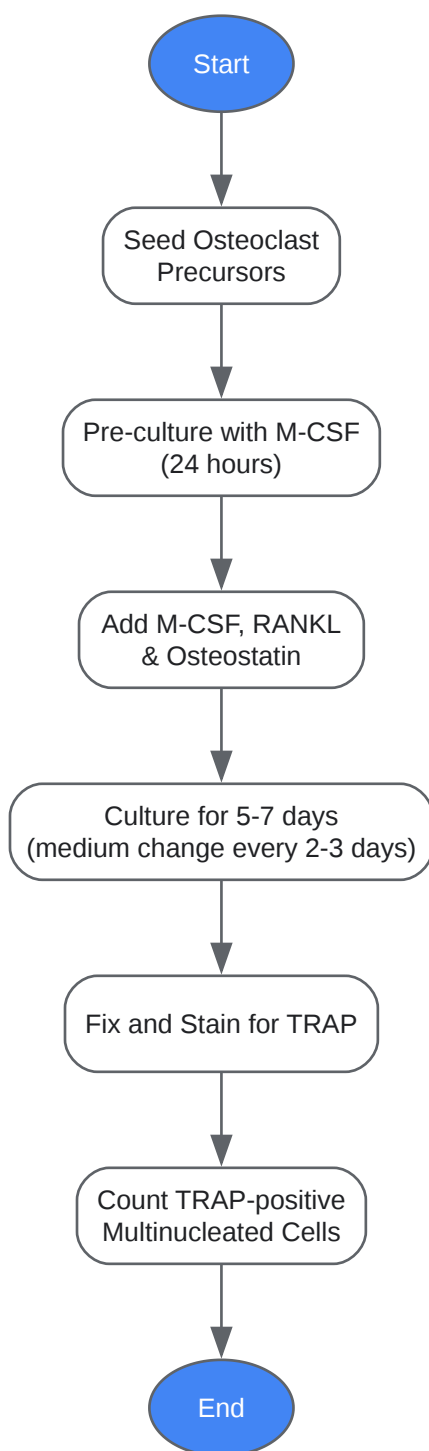 Start
Seed Osteoclast
Precursors
Pre-culture with M-CSF
(24 hours)
Add M-CSF, RANKL
& Osteostatin
Culture for 5-7 days
(medium change every 2-3 days)
Fix and Stain for TRAP
Count TRAP-positive
Multinucleated Cells
End